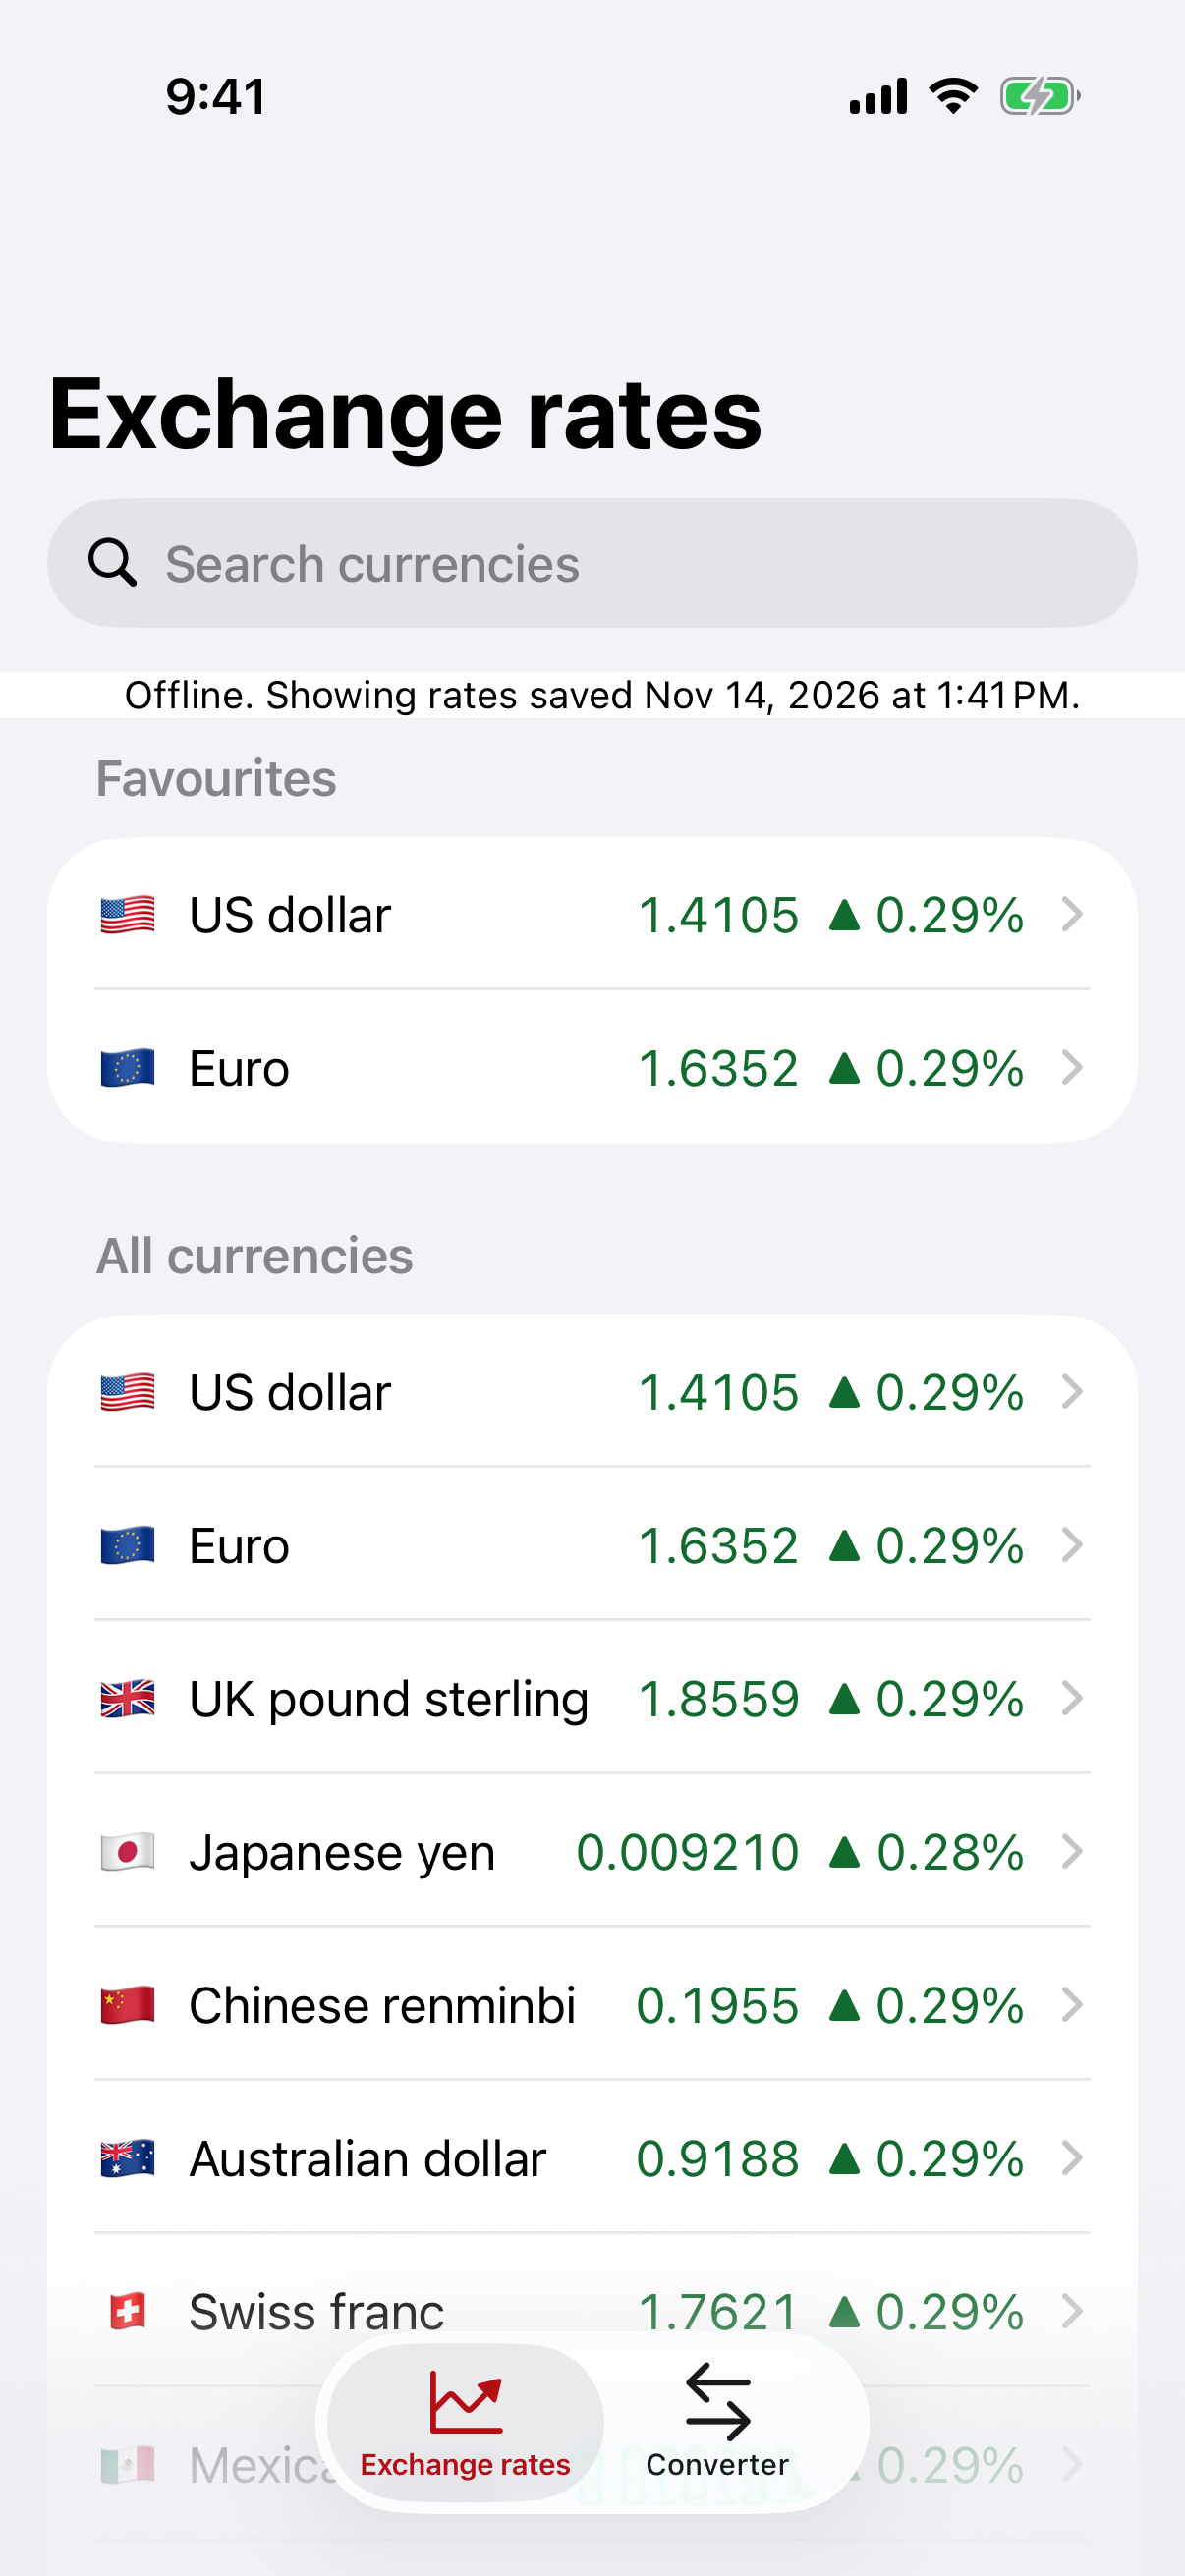 9:41
Exchange rates
Search currencies
Offline. Showing rates saved Nov 14, 2026 at 1:41 PM.
Favourites
US dollar 1.4105 ▲ 0.29%
Euro 1.6352 ▲ 0.29%
All currencies
US dollar 1.4105 ▲ 0.29%
Euro 1.6352 ▲ 0.29%
UK pound sterling 1.8559 ▲ 0.29%
Japanese yen 0.009210 ▲ 0.28%
Chinese renminbi 0.1955 ▲ 0.29%
Australian dollar 0.9188 ▲ 0.29%
Swiss franc 1.7621 ▲ 0.29%
0.29%
Exchange rates Converter